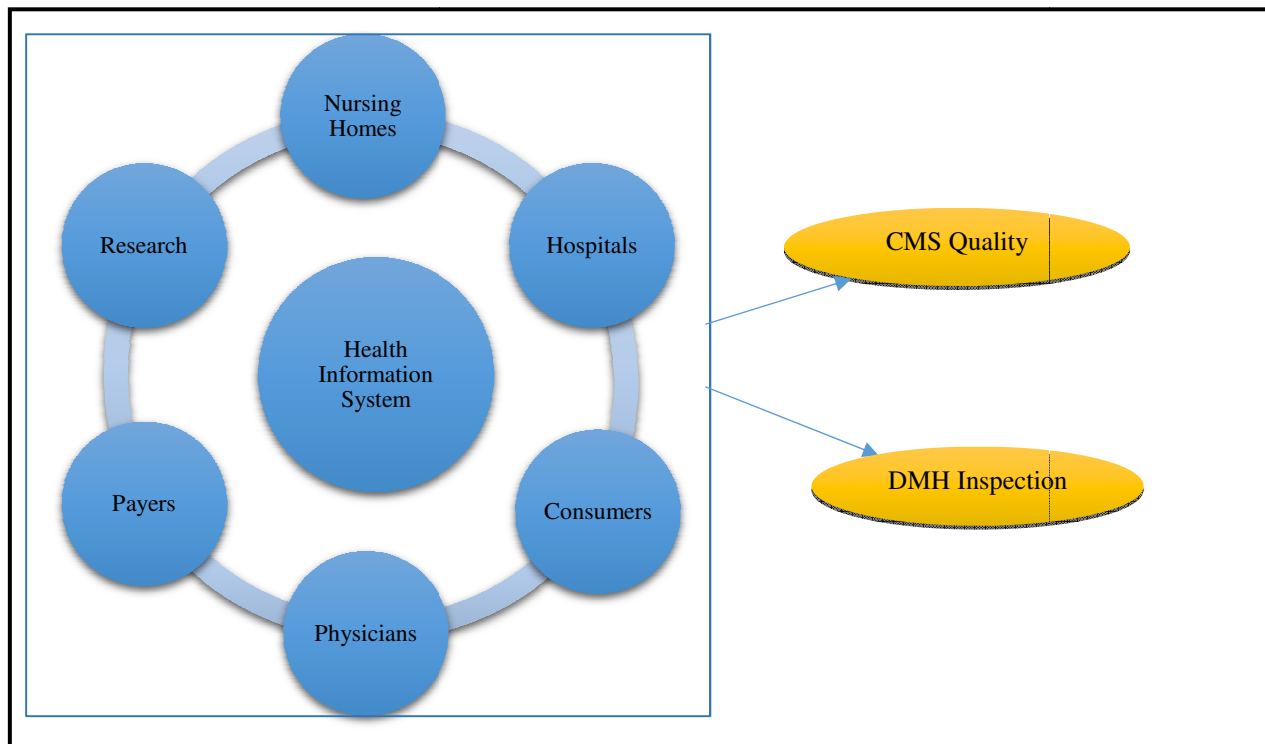 Nursing
Homes
Research
Hospitals
Health
Information
System
Payers
Consumers
Physicians
CMS Quality
DMH Inspection